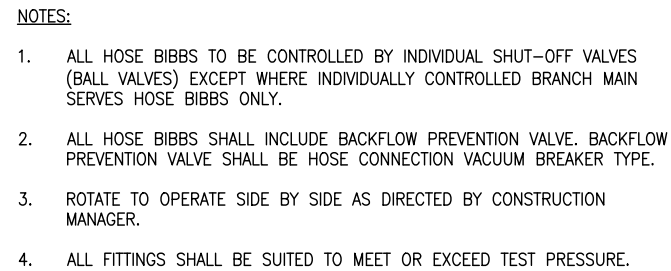 NOTES:
1. ALL HOSE BIBBS TO BE CONTROLLED BY INDIVIDUAL SHUT-OFF VALVES
(BALL VALVES) EXCEPT WHERE INDIVIDUALLY CONTROLLED BRANCH MAIN
SERVES HOSE BIBBS ONLY.
2. ALL HOSE BIBBS SHALL INCLUDE BACKFLOW PREVENTION VALVE. BACKFLOW
PREVENTION VALVE SHALL BE HOSE CONNECTION VACUUM BREAKER TYPE.
3. ROTATE TO OPERATE SIDE BY SIDE AS DIRECTED BY CONSTRUCTION
MANAGER.
4. ALL FITTINGS SHALL BE SUITED TO MEET OR EXCEED TEST PRESSURE.